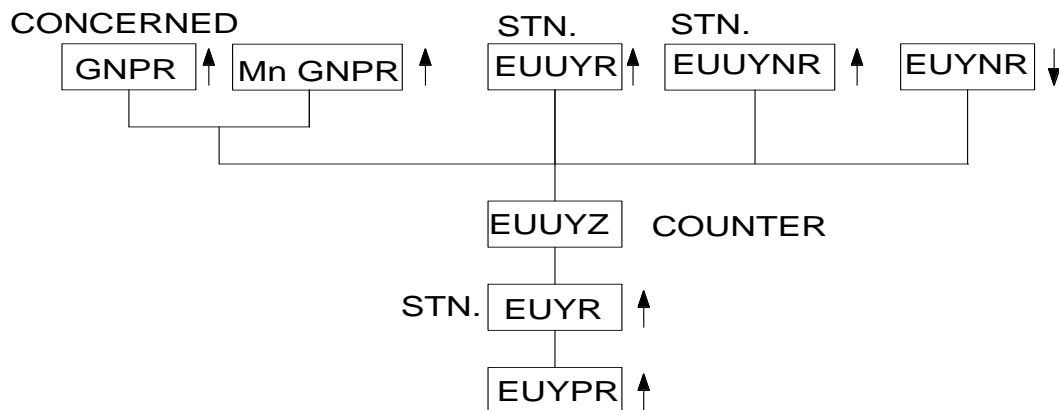 CONCERNED
STN.
STN.
GNPR
Mn GNPR
EUUYR
EUUYNR
EUYNR
EUUYZ
COUNTER
STN.
EUYR
EUYPR